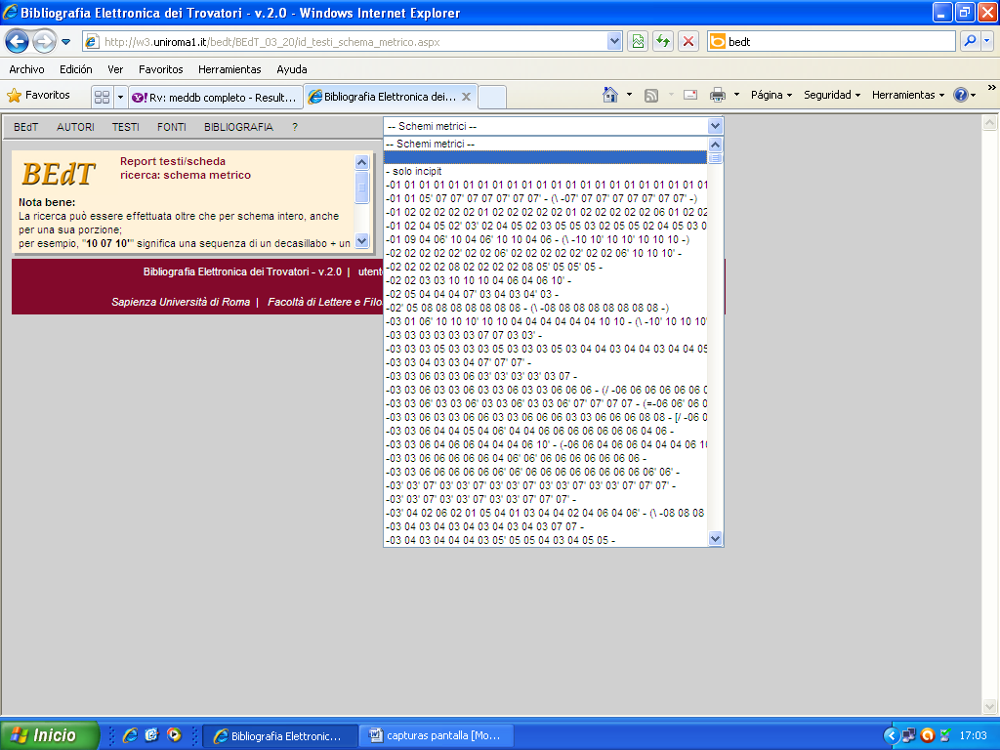 Bibliografia Elettronica dei Trovatori - v.2.0 - Windows Internet Explorer
http://w3.uniroma1.it/bedt/BEdT_03_20/id_testi_schema_metrico.aspx
bedt
Archivo Edición Ver Favoritos Herramientas Ayuda
Favoritos
Rv: meddb completo - Result...
Bibliografia Elettronica dei...
Página
Seguridad
Herramientas
BEdT AUTORI TESTI FONTI BIBLIOGRAFIA ?
-- Schemi metrici --
BEdT
Report testi/scheda
ricerca: schema metrico
Nota bene:
La ricerca può essere effettuata oltre che per schema intero, anche
per una sua porzione;
per esempio, "10 07 10'" significa una sequenza di un decasillabo + un
Bibliografia Elettronica dei Trovatori - v.2.0 | utent
Sapienza Università di Roma | Facoltà di Lettere e Filo
-- Schemi metrici --
- solo incipit
-01 01 01 01 01 01 01 01 01 01 01 01 01 01 01 01 01 01 01 01 01 01
-01 01 05' 07 07' 07 07' 07 07' - (\ -07' 07' 07' 07' 07' 07' -)
-01 02 02 02 02 02 01 02 02 02 02 02 01 02 02 02 02 02 06 01 02 02
-01 02 04 05 02' 03' 02 04 05 02 03 05 05 03 02 05 05 02 04 05 03 0
-01 09 04 06' 10 04 06' 10 10 04 06 - (\ -10 10' 10 10' 10 10 10 -)
-02 02 02 02 02' 02 02 06' 02 02 02 02 02' 02 02 06' 10 10 10' -
-02 02 02 02 08 02 02 02 02 08 05' 05' 05' 05 -
-02 02 03 03 10 10 10 04 06 04 06 10' -
-02 05 04 04 04 07' 03 04 03 04' 03 -
-02' 05 08 08 08 08 08 08 08 - (\ -08 08 08 08 08 08 08 08 -)
-03 01 06' 10 10 10' 10 10 04 04 04 04 04 04 10 10 - (\ -10' 10 10 10'
-03 03 03 03 03 03 07 07 03 03' -
-03 03 03 05 03 03 03 05 03 03 03 05 03 04 04 03 04 04 03 04 04 05
-03 03 04 03 03 04 07' 07' 07' -
-03 03 06 03 03 06 03' 03' 03' 03' 03 07 -
-03 03 06 03 03 06 03 06 03 03 06 03 03 06 06 06 - (/ -06 06 06 06 06 06 0
-03 03 06' 03 03 06' 03 03 06' 03 03 06' 07' 07' 07 07 - (=-06 06' 06 0
-03 03 06 03 03 06 03 03 06 06 06 03 03 06 06 06 08 08 - [/ -06 0
-03 03 06 04 04 05 04 06' 04 04 06 06 06 06 06 06 04 06 -
-03 03 06 04 06 06 04 04 04 06 10' - (-06 06 04 06 06 04 04 04 06 10
-03 03 06 06 06 06 06 04 06' 06' 06 06 06 06 06 06 -
-03 03 06 06 06 06 06' 06' 06 06 06 06 06 06 06 06' 06' -
-03' 03' 07' 03' 03' 07' 03' 03' 07' 03' 03' 07' 03' 03' 07' 07' 07' -
-03' 03' 07' 03' 03' 07' 03' 03' 07' 07' 07' -
-03' 04 02 06 02 01 05 04 01 03 04 04 02 04 06 04 06' - (\ -08 08 08
-03 04 03 04 03 04 03 04 03 04 03 07 07 -
-03 04 03 04 04 04 03 05' 05 05 04 03 04 05 05 -
Inicio
Bibliografia Elettronic...
capturas pantalla [Mo...
17:03